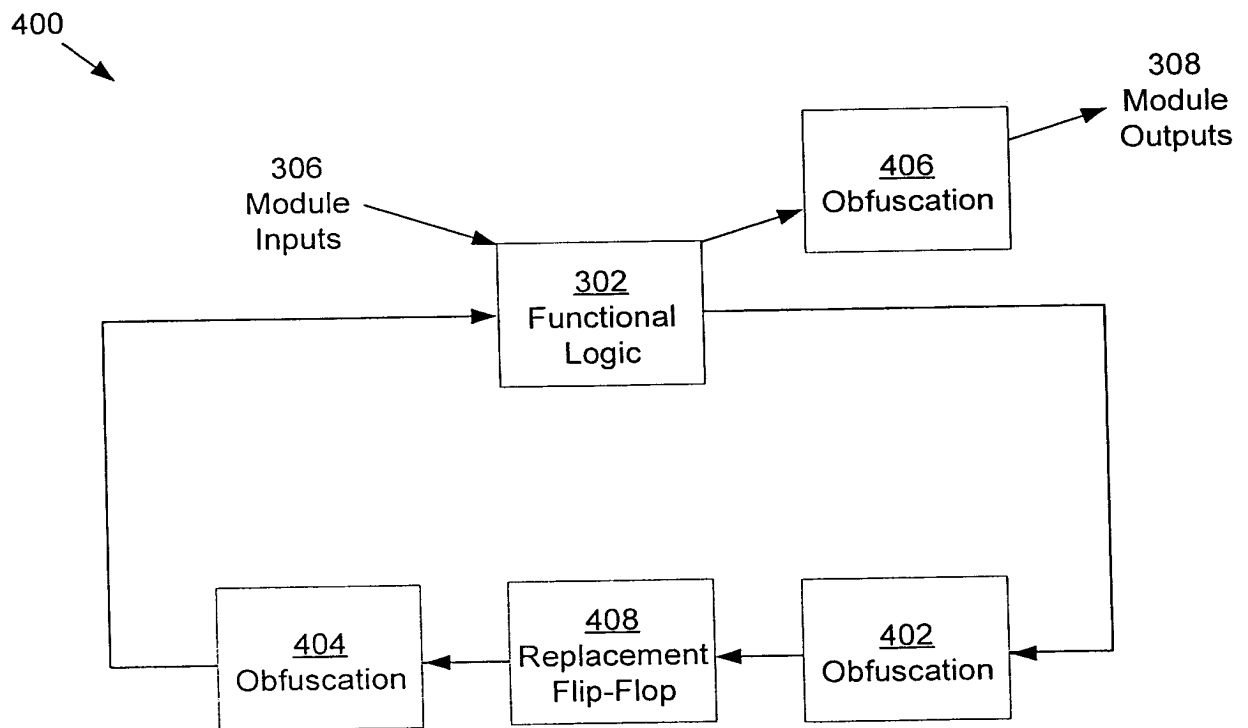 400
308
Module
Outputs
406
Obfuscation
306
Module
Inputs
302
Functional
Logic
404
Obfuscation
408
Replacement
Flip-Flop
402
Obfuscation